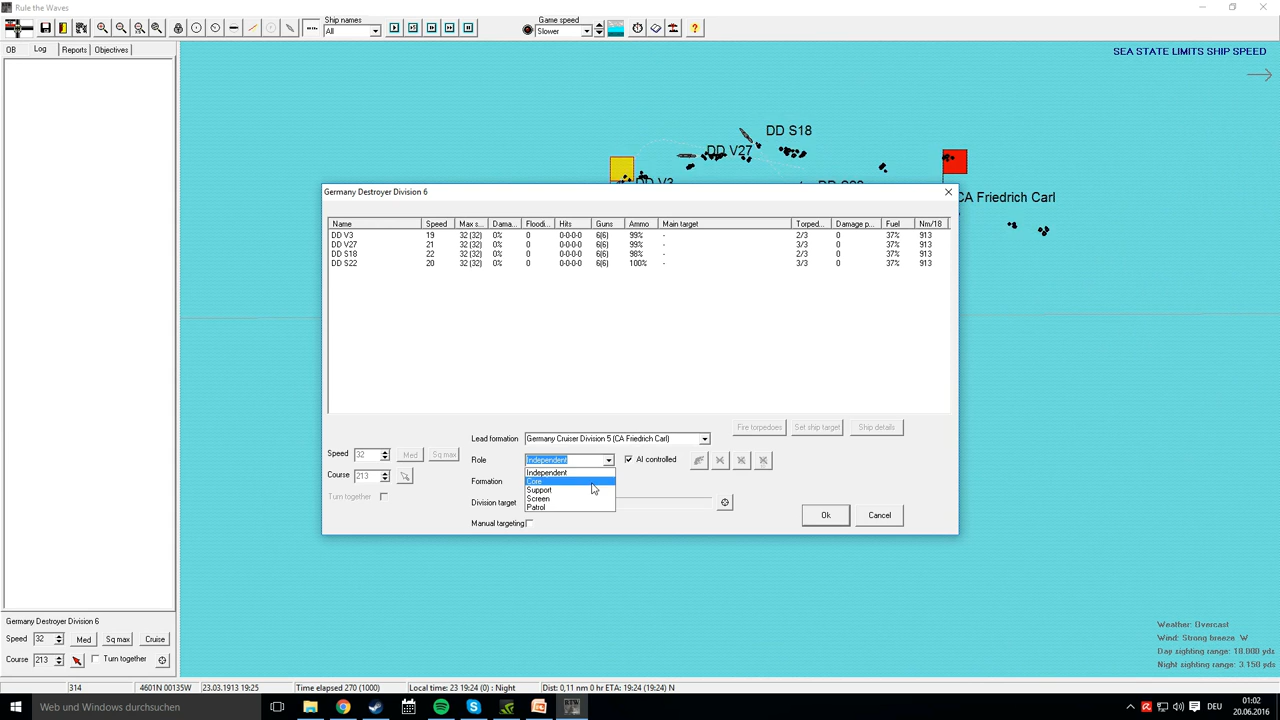 Rule the Waves
Ship names
All
Game speed
Slower
OB Log Reports Objectives
SEA STATE LIMITS SHIP SPEED
DD S18
DD V27
DD V3
CA Friedrich Carl
Germany Destroyer Division 6
Name Speed Max s... Dama... Floodi... Hits Guns Ammo Main target Torped... Damage p... Fuel Nm/18
DD V3 19 32 (32) 0% 0 0-0-0-0 6(6) 99% - 2/3 0 37% 913
DD V27 21 32 (32) 0% 0 0-0-0-0 6(6) 99% - 3/3 0 37% 913
DD S18 22 32 (32) 0% 0 0-0-0-0 6(6) 98% - 2/3 0 37% 913
DD S22 20 32 (32) 0% 0 0-0-0-0 6(6) 100% - 3/3 0 37% 913
Fire torpedoes Set ship target Ship details
Lead formation Germany Cruiser Division 5 (CA Friedrich Carl)
Speed 32 Med Sq max
Role Independent AI controlled
Course 213
Independent
Core
Support
Screen
Patrol
Formation
Turn together
Division target
Manual targeting
Ok Cancel
Germany Destroyer Division 6
Speed 32 Med Sq max Cruise
Course 213 Turn together
Weather: Overcast
Wind: Strong breeze W
Day sighting range: 18.000 yds
Night sighting range: 3.150 yds
314 4601N 00135W 23.03.1913 19:25 Time elapsed 270 (1000) Local time: 23 19:24 (0) : Night Dist: 0,11 nm 0 hr ETA: 19:24 (19:24) N
Web und Windows durchsuchen
DEU
01:02
20.06.2016